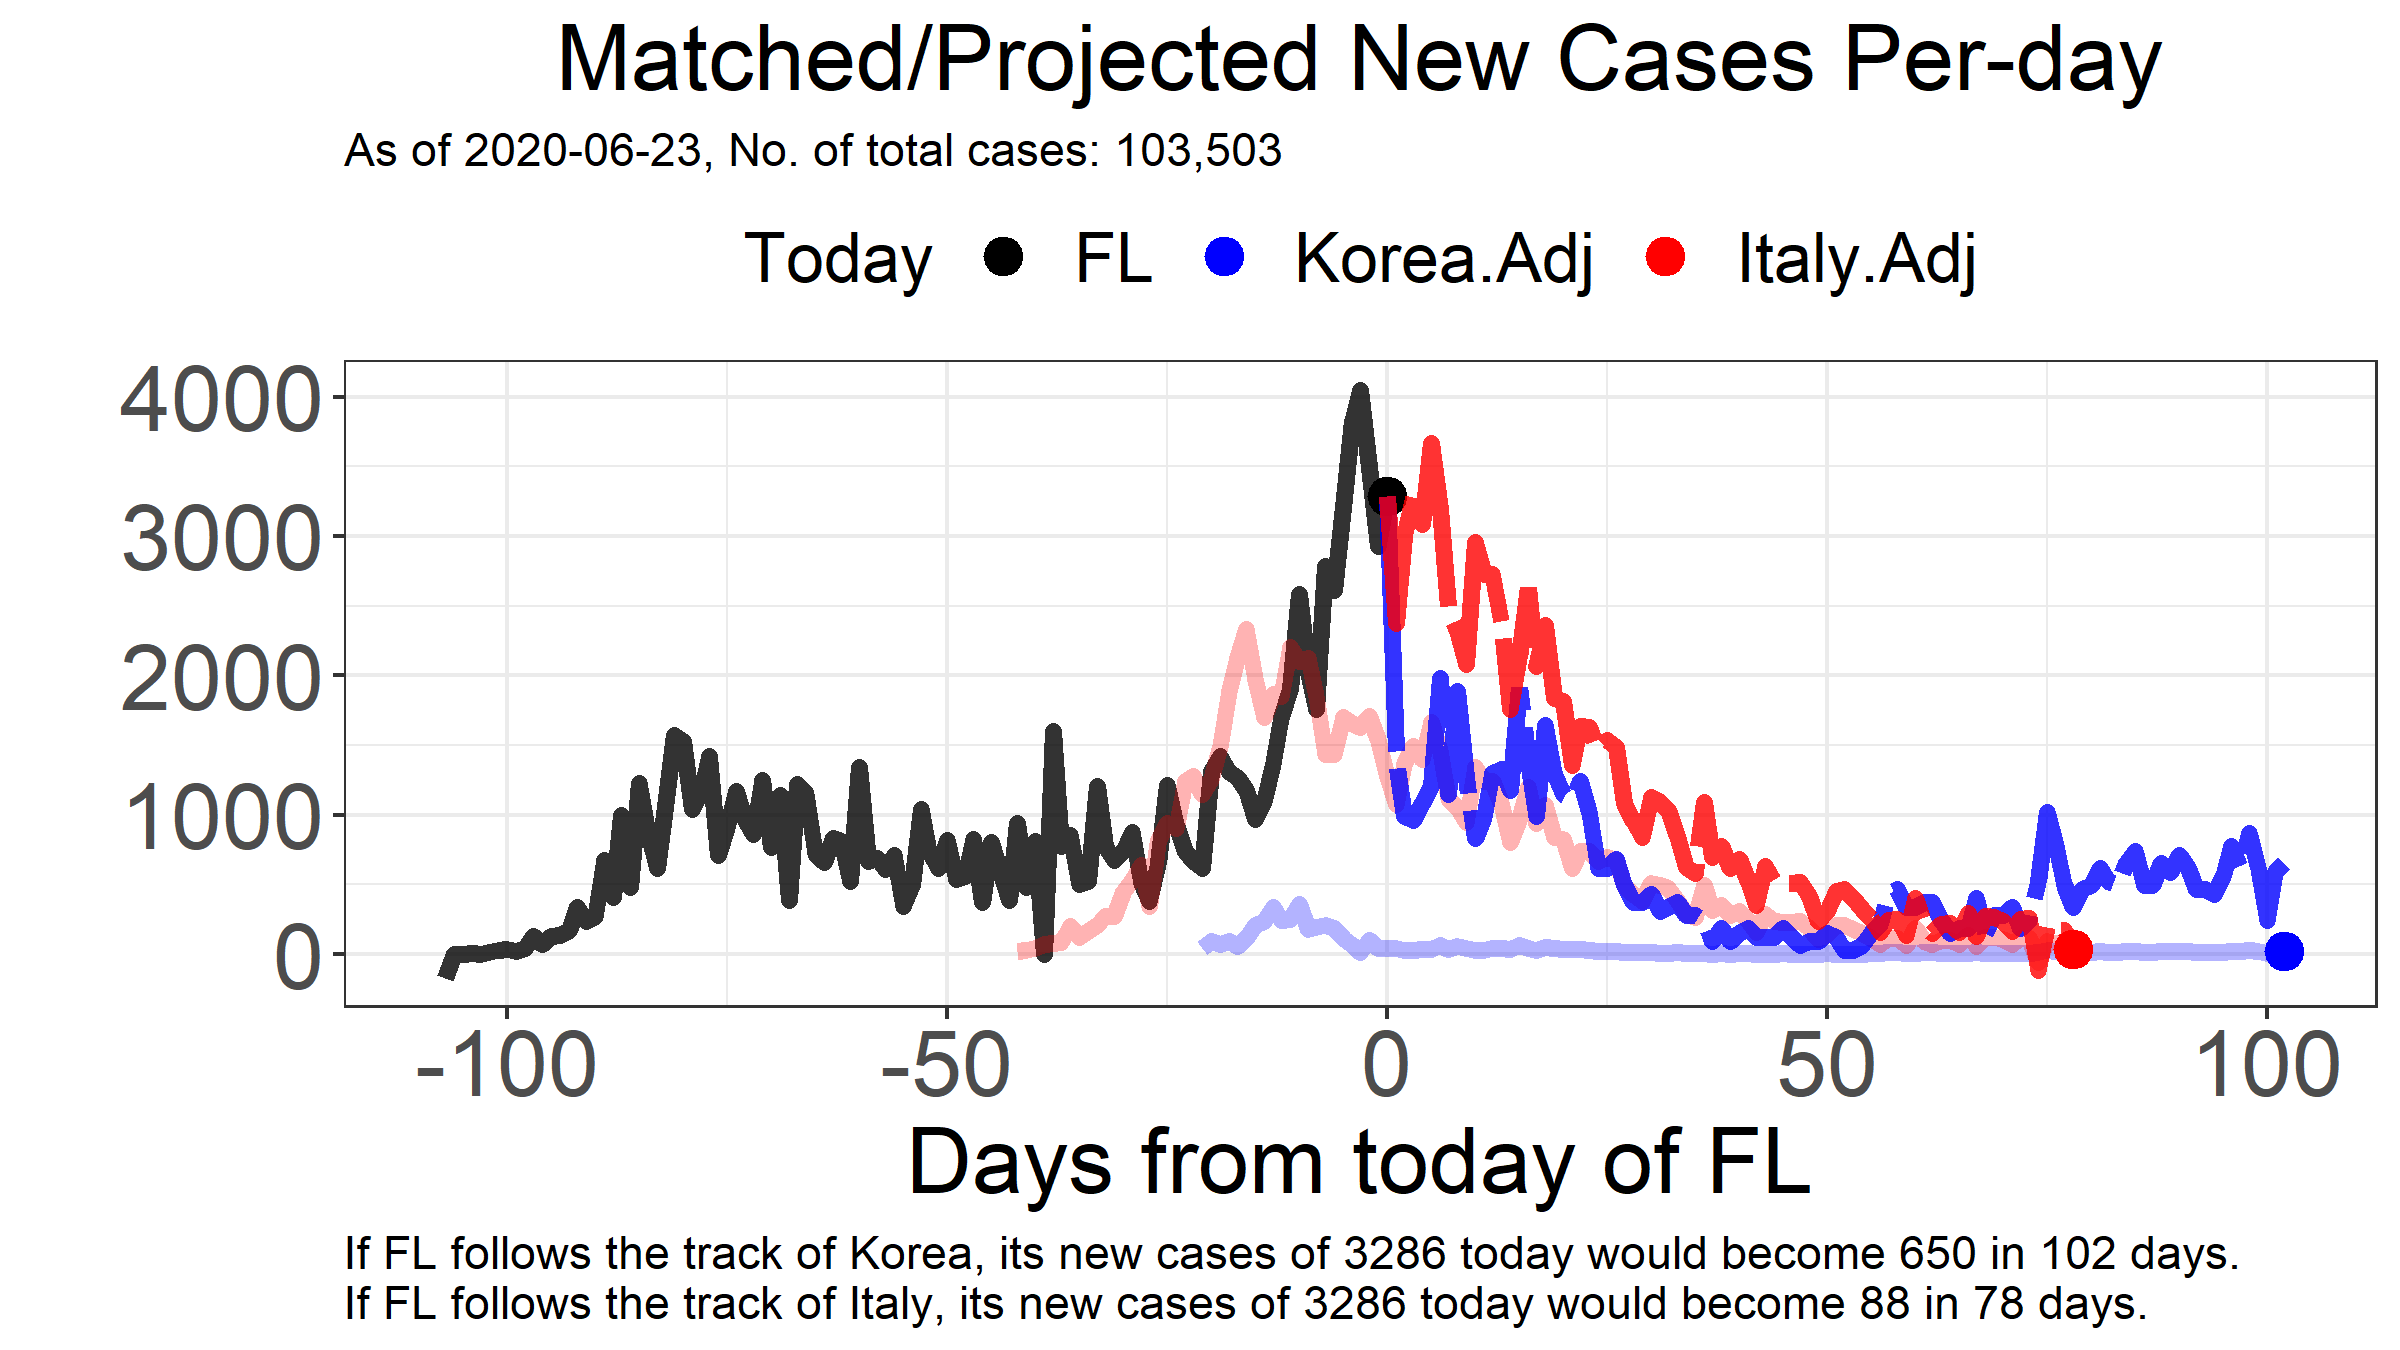 Matched/Projected New Cases Per-day
As of 2020-06-23, No. of total cases: 103,503
Today FL Korea.Adj Italy.Adj
4000
3000
2000
1000
0
-100 -50 0 50 100
Days from today of FL
If FL follows the track of Korea, its new cases of 3286 today would become 650 in 102 days.
If FL follows the track of Italy, its new cases of 3286 today would become 88 in 78 days.